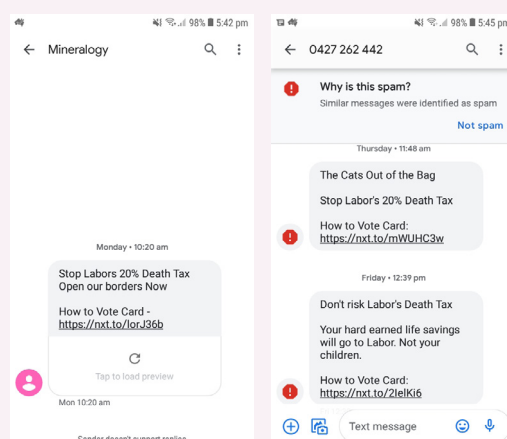 98% 5:42 pm
Mineralogy
Monday • 10:20 am
Stop Labors 20% Death Tax
Open our borders Now
How to Vote Card -
https://nxt.to/lorJ36b
Tap to load preview
Mon 10:20 am
Sender doesn't support replies
98% 5:45 pm
0427 262 442
Why is this spam?
Similar messages were identified as spam
Not spam
Thursday • 11:48 am
The Cats Out of the Bag
Stop Labor's 20% Death Tax
How to Vote Card:
https://nxt.to/mWUHC3w
Friday • 12:39 pm
Don't risk Labor's Death Tax
Your hard earned life savings
will go to Labor. Not your
children.
How to Vote Card:
https://nxt.to/2IelKi6
Text message